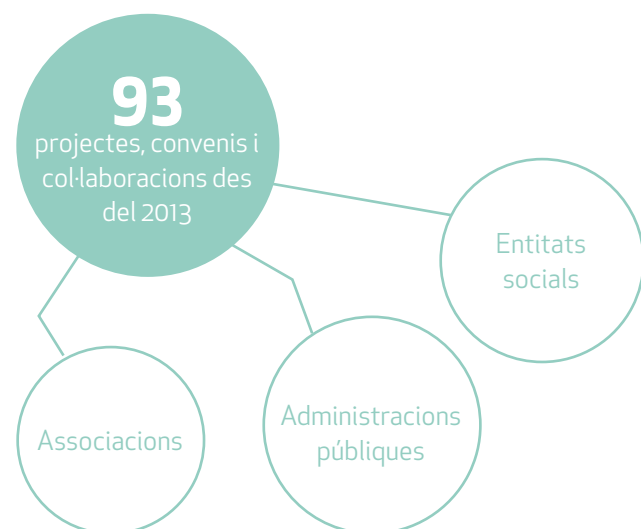 93
projectes, convenis i
col·laboracions des
del 2013
Entitats
socials
Administracions
públiques
Associacions